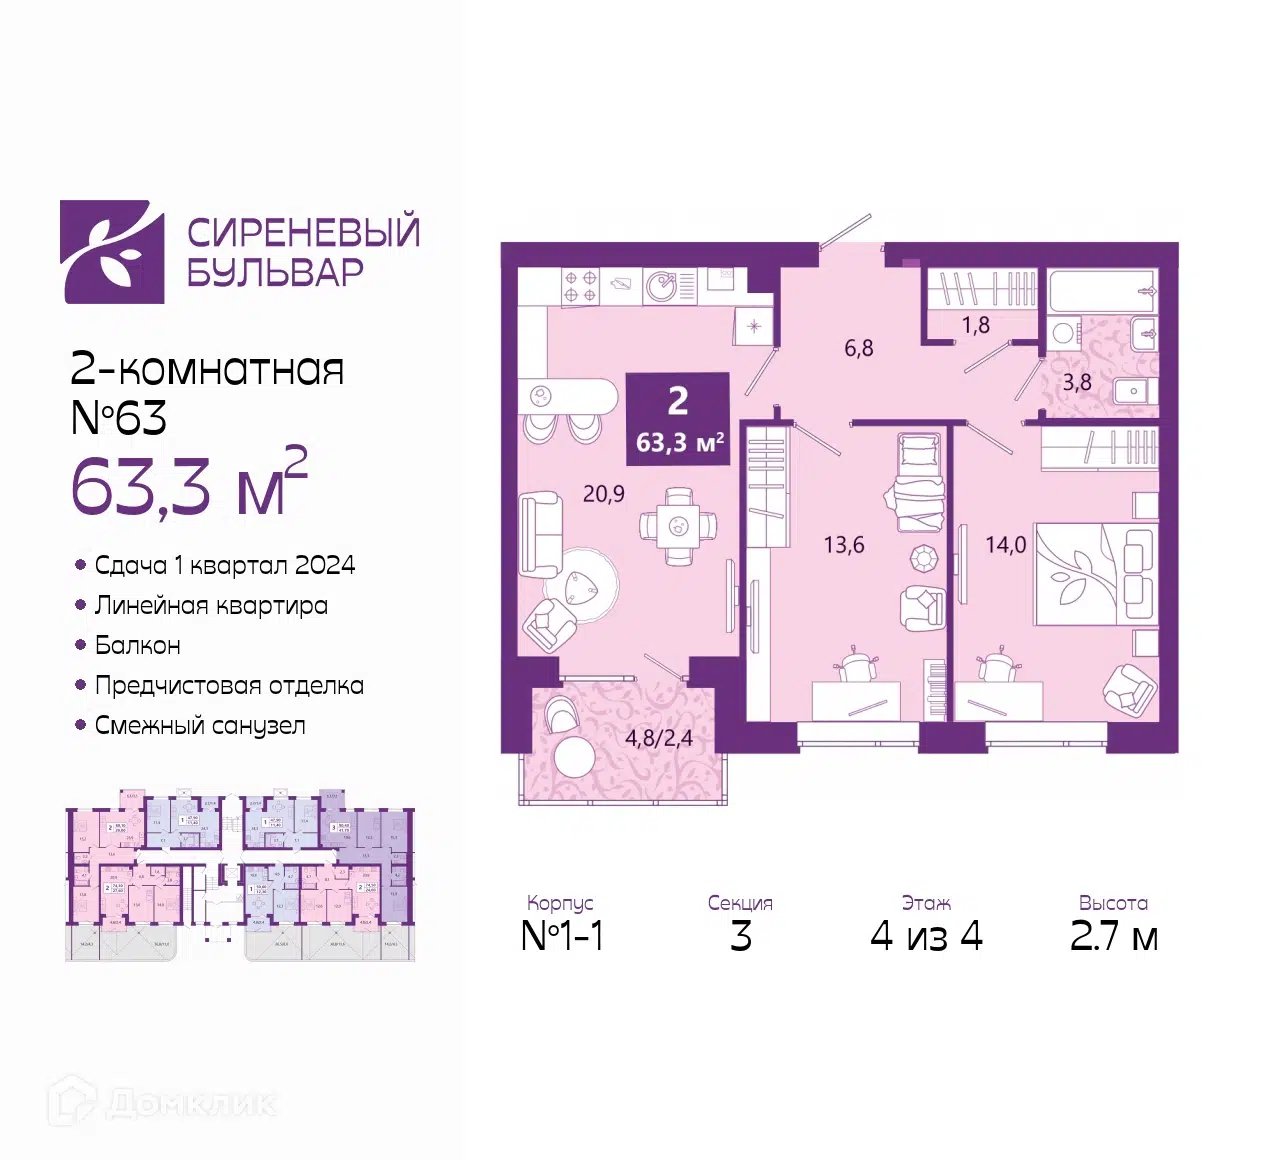 СИРЕНЕВЫЙ
БУЛЬВАР
2-комнатная
№63
63,3 м²
Сдача 1 квартал 2024
Линейная квартира
Балкон
Предчистовая отделка
Смежный санузел
1,8
6,8
3,8
2
63,3 м²
20,9
13,6
14,0
4,8/2,4
Корпус
№1-1
Секция
3
Этаж
4 из 4
Высота
2.7 м
Домклик